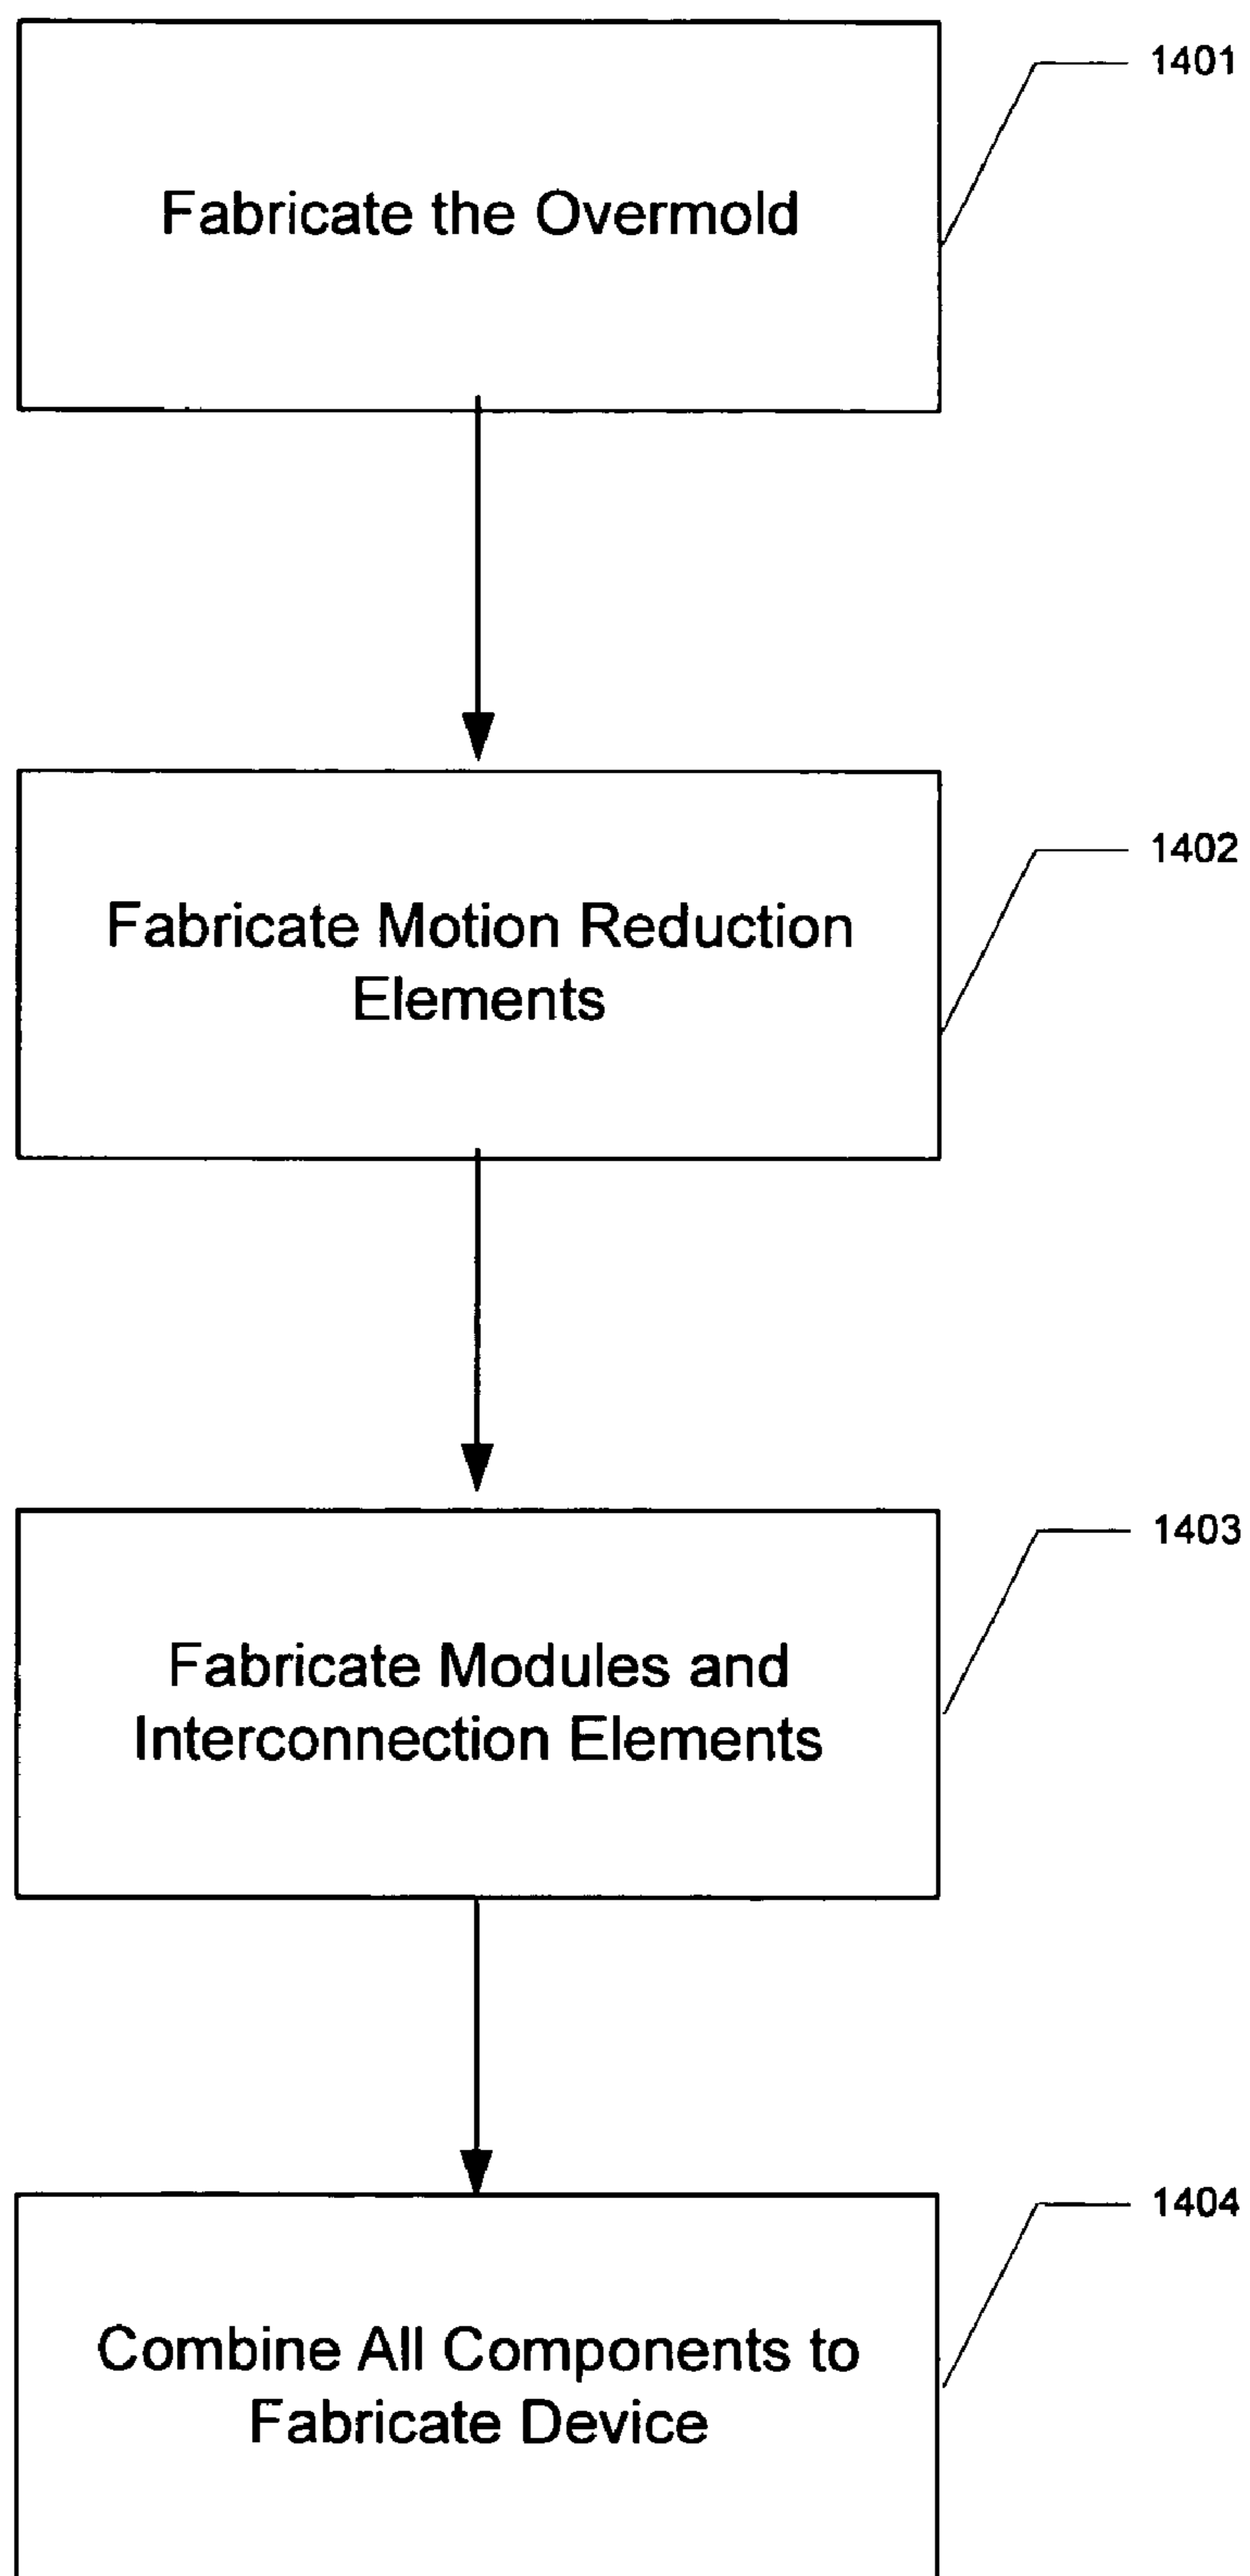 1401
Fabricate the Overmold
1402
Fabricate Motion Reduction
Elements
1403
Fabricate Modules and
Interconnection Elements
1404
Combine All Components to
Fabricate Device